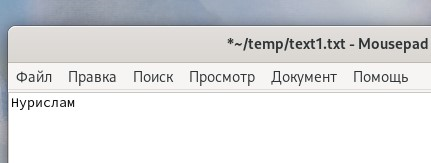 *~/temp/text1.txt - Mousepad
Файл Правка Поиск Просмотр Документ Помощь
Нурислам